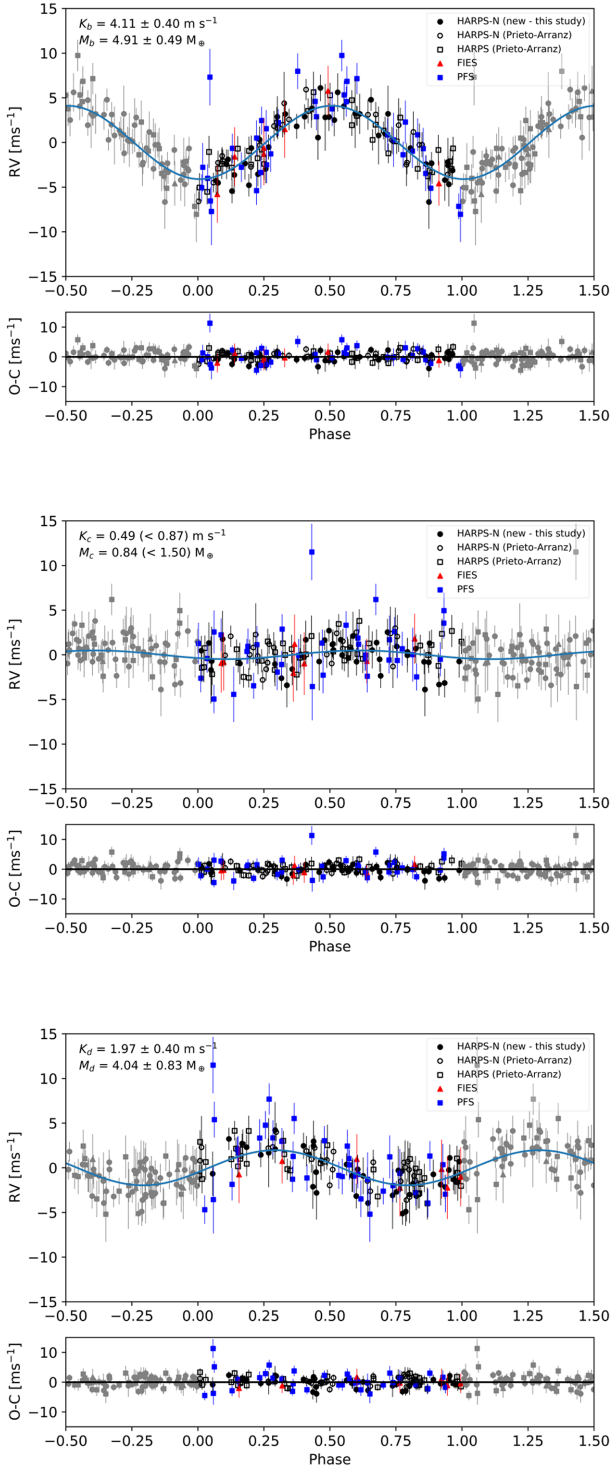 K_b = 4.11 ± 0.40 m s⁻¹
M_b = 4.91 ± 0.49 M⊕
HARPS-N (new - this study)
HARPS-N (Prieto-Arranz)
HARPS (Prieto-Arranz)
FIES
PFS
RV [ms⁻¹]
15
10
5
0
−5
−10
−15
−0.50 −0.25 0.00 0.25 0.50 0.75 1.00 1.25 1.50
O-C [ms⁻¹]
10
0
−10
−0.50 −0.25 0.00 0.25 0.50 0.75 1.00 1.25 1.50
Phase
K_c = 0.49 (< 0.87) m s⁻¹
M_c = 0.84 (< 1.50) M⊕
HARPS-N (new - this study)
HARPS-N (Prieto-Arranz)
HARPS (Prieto-Arranz)
FIES
PFS
RV [ms⁻¹]
15
10
5
0
−5
−10
−15
−0.50 −0.25 0.00 0.25 0.50 0.75 1.00 1.25 1.50
O-C [ms⁻¹]
10
0
−10
−0.50 −0.25 0.00 0.25 0.50 0.75 1.00 1.25 1.50
Phase
K_d = 1.97 ± 0.40 m s⁻¹
M_d = 4.04 ± 0.83 M⊕
HARPS-N (new - this study)
HARPS-N (Prieto-Arranz)
HARPS (Prieto-Arranz)
FIES
PFS
RV [ms⁻¹]
15
10
5
0
−5
−10
−15
−0.50 −0.25 0.00 0.25 0.50 0.75 1.00 1.25 1.50
O-C [ms⁻¹]
10
0
−10
−0.50 −0.25 0.00 0.25 0.50 0.75 1.00 1.25 1.50
Phase